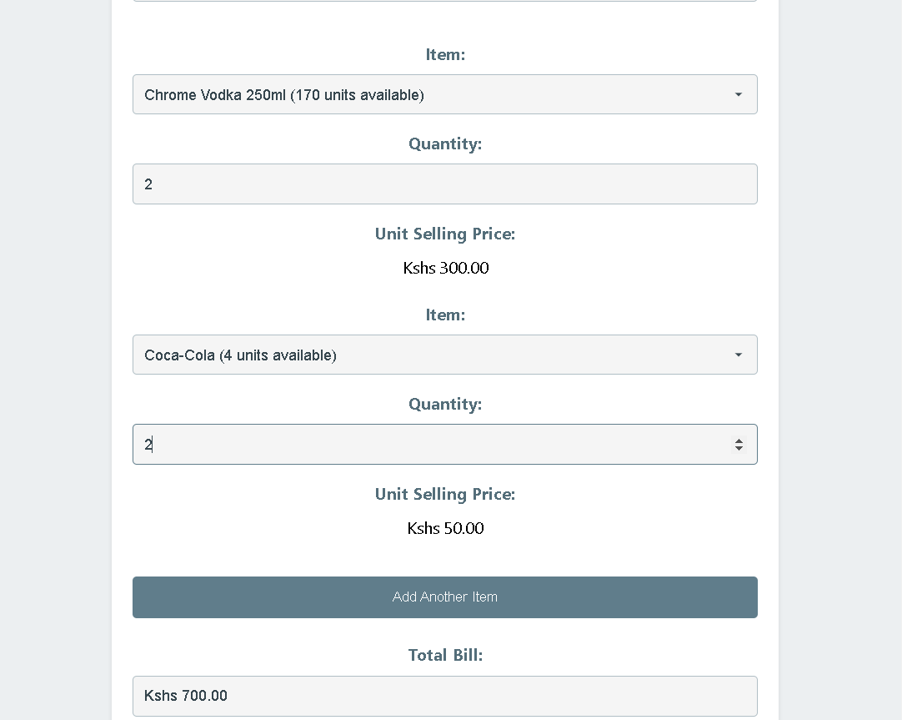 Item:
Chrome Vodka 250ml (170 units available)
Quantity:
2
Unit Selling Price:
Kshs 300.00
Item:
Coca-Cola (4 units available)
Quantity:
2
Unit Selling Price:
Kshs 50.00
Add Another Item
Total Bill:
Kshs 700.00